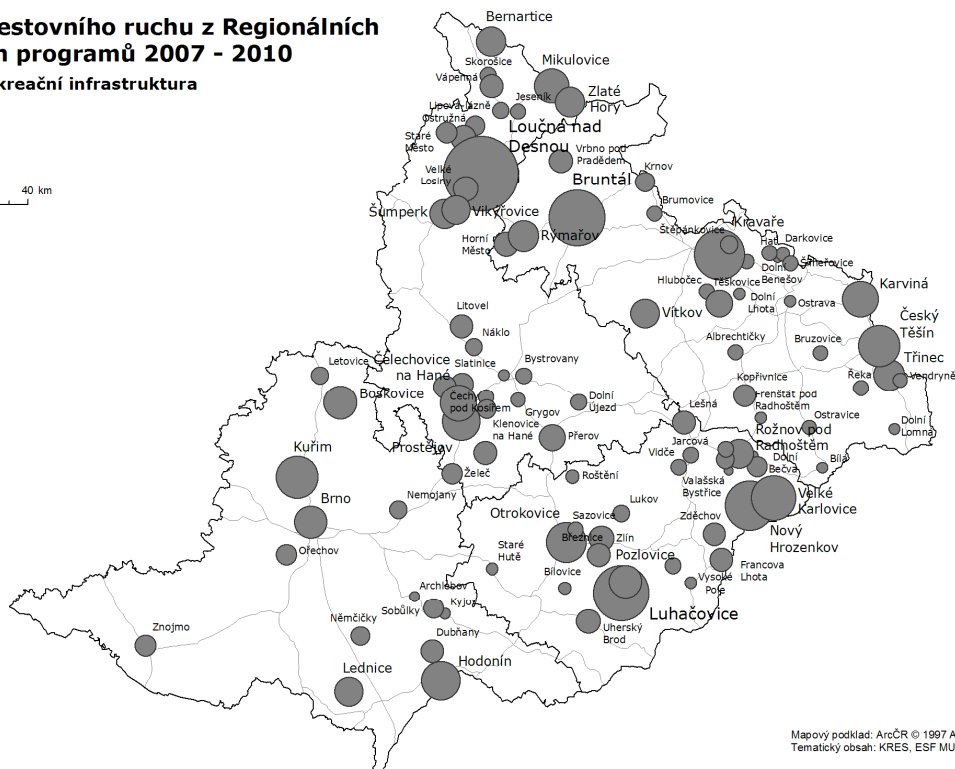 estovního ruchu z Regionálních
n programů 2007 - 2010
kreační infrastruktura
40 km
Bernartice
Skorošice
Vápenná
Mikulovice
Zlaté
Hory
Jeseník
Lipová-lázně
Ostružná
Staré
Město
Loučná nad
Desnou
Vrbno pod
Pradědem
Velké
Losiny
Bruntál
Krnov
Brumovice
Šumperk
Vikýřovice
Rýmařov
Horní
Město
Štěpánkovice
Kravaře
Hať
Darkovice
Šilheřovice
Dolní
Benešov
Hlubočec
Těškovice
Dolní
Lhota
Ostrava
Karviná
Vítkov
Český
Těšín
Třinec
Vendryně
Řeka
Albrechtičky
Bruzovice
Litovel
Náklo
Bystrovany
Slatinice
Čelechovice
na Hané
Letovice
Boskovice
Čechy
pod Kosířem
Klenovice
na Hané
Grygov
Dolní
Újezd
Kopřivnice
Frenštát pod
Radhoštěm
Ostravice
Dolní
Lomná
Lešná
Rožnov pod
Radhoštěm
Jarcová
Vidče
Dolní
Bečva
Bílá
Valašská
Bystřice
Prostějov
Přerov
Kuřim
Želeč
Roštění
Brno
Nemojany
Lukov
Zděchov
Velké
Karlovice
Nový
Hrozenkov
Otrokovice
Sazovice
Březnice
Zlín
Pozlovice
Ořechov
Staré
Hutě
Bílovice
Vysoké
Pole
Francova
Lhota
Luhačovice
Archlebov
Sobůlky
Kyjov
Uherský
Brod
Němčičky
Znojmo
Dubňany
Lednice
Hodonín
Mapový podklad: ArcČR © 1997 A
Tematický obsah: KRES, ESF MU